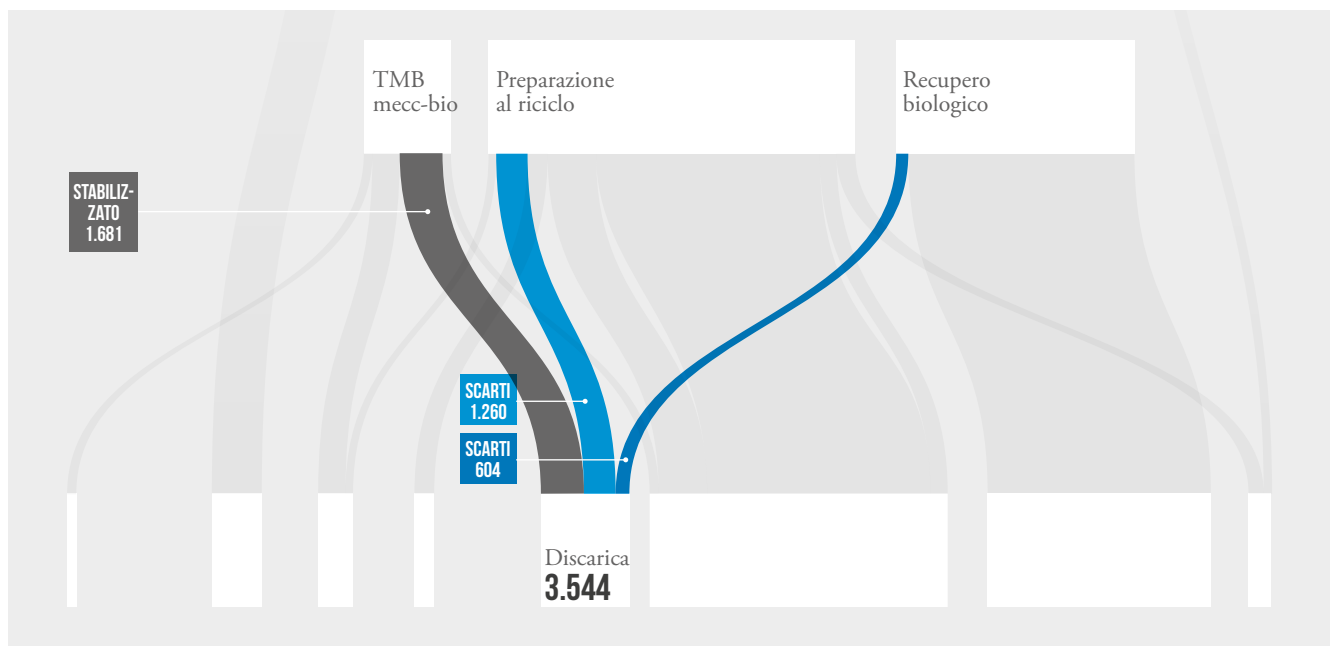 TMB
mecc-bio
Preparazione
al riciclo
Recupero
biologico
STABILIZ-
ZATO
1.681
SCARTI
1.260
SCARTI
604
Discarica
3.544